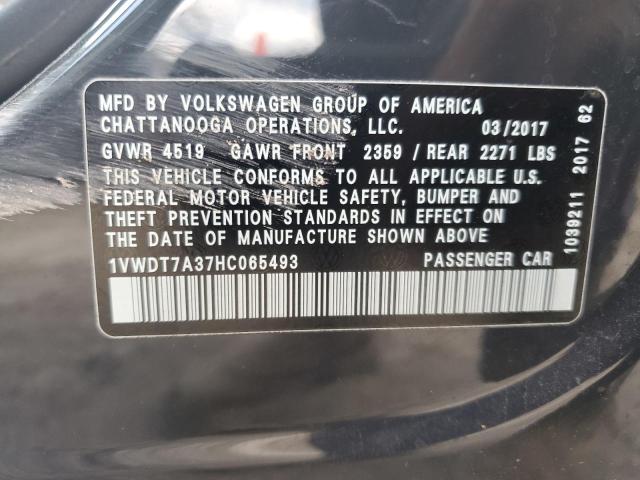 MFD BY VOLKSWAGEN GROUP OF AMERICA
CHATTANOOGA OPERATIONS, LLC. 03/2017
GVWR 4519 GAWR FRONT 2359 / REAR 2271 LBS
THIS VEHICLE CONFORMS TO ALL APPLICABLE U.S.
FEDERAL MOTOR VEHICLE SAFETY, BUMPER AND
THEFT PREVENTION STANDARDS IN EFFECT ON
THE DATE OF MANUFACTURE SHOWN ABOVE
1VWDT7A37HC065493 PASSENGER CAR
1039211 2017 62